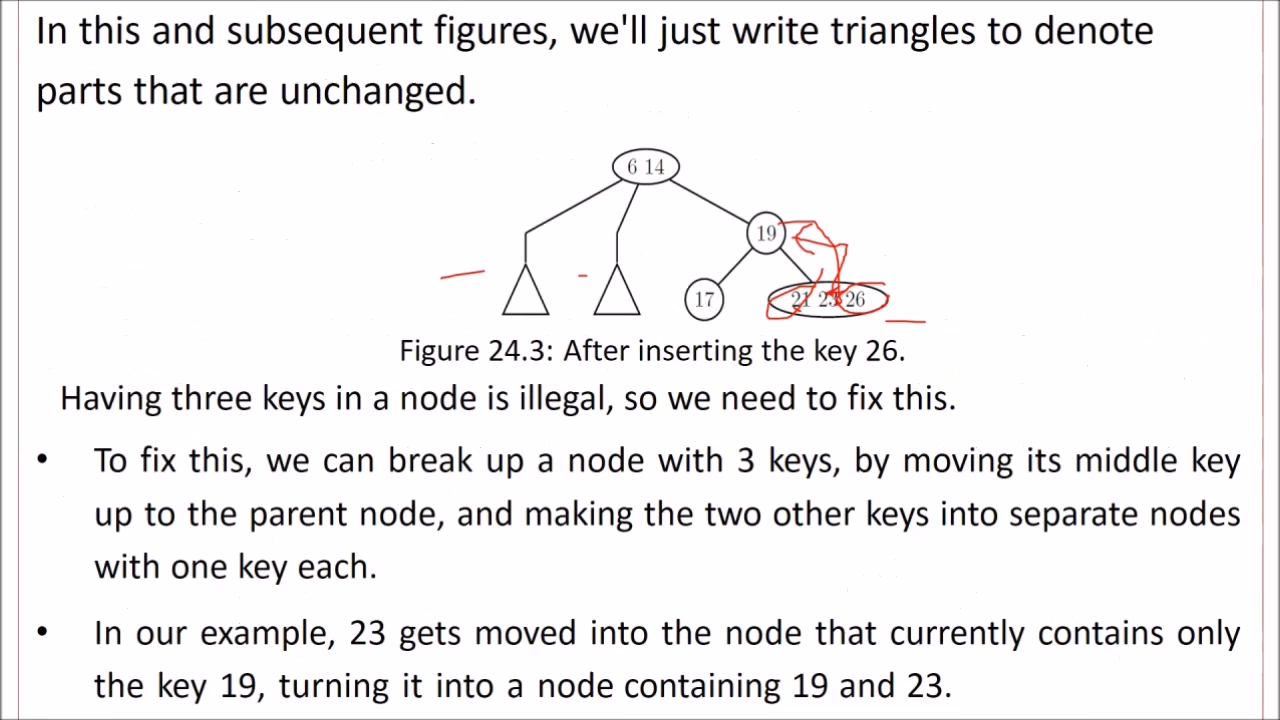 In this and subsequent figures, we'll just write triangles to denote
parts that are unchanged.
6 14
19
17
21 23 26
Figure 24.3: After inserting the key 26.
Having three keys in a node is illegal, so we need to fix this.
• To fix this, we can break up a node with 3 keys, by moving its middle key
up to the parent node, and making the two other keys into separate nodes
with one key each.
• In our example, 23 gets moved into the node that currently contains only
the key 19, turning it into a node containing 19 and 23.